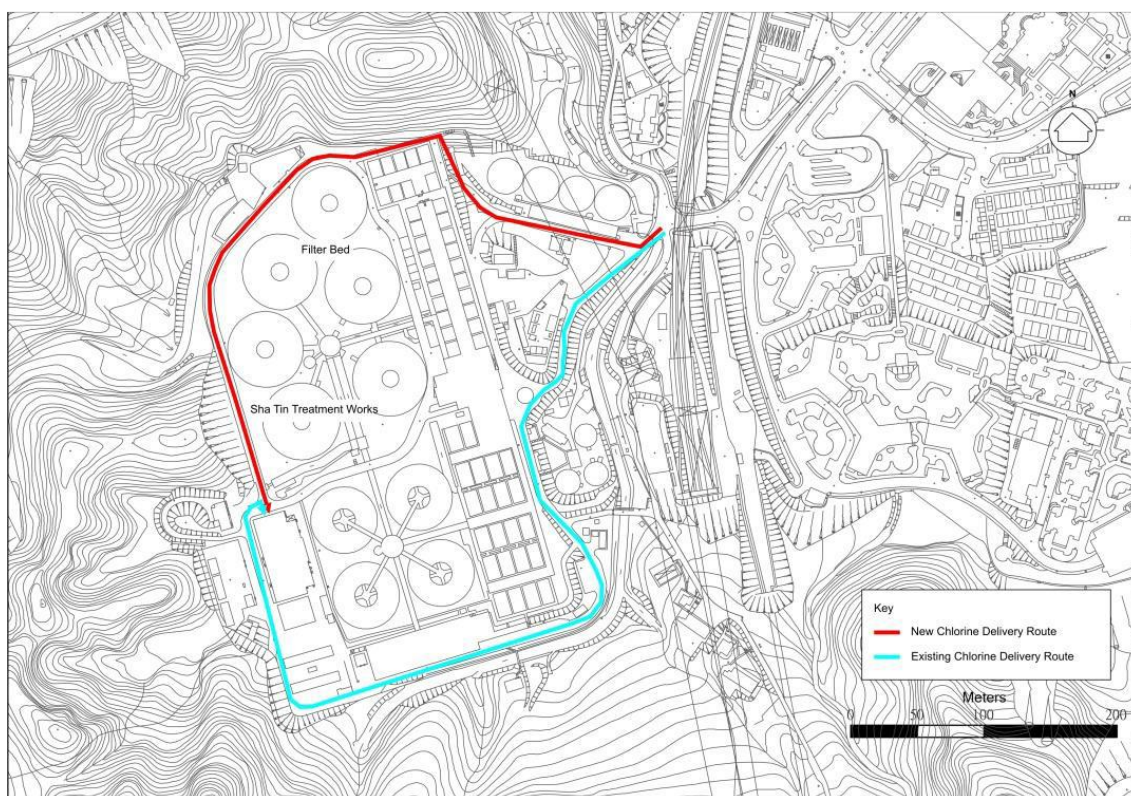 N
Filter Bed
Sha Tin Treatment Works
Key
New Chlorine Delivery Route
Existing Chlorine Delivery Route
Meters
0 50 100 200